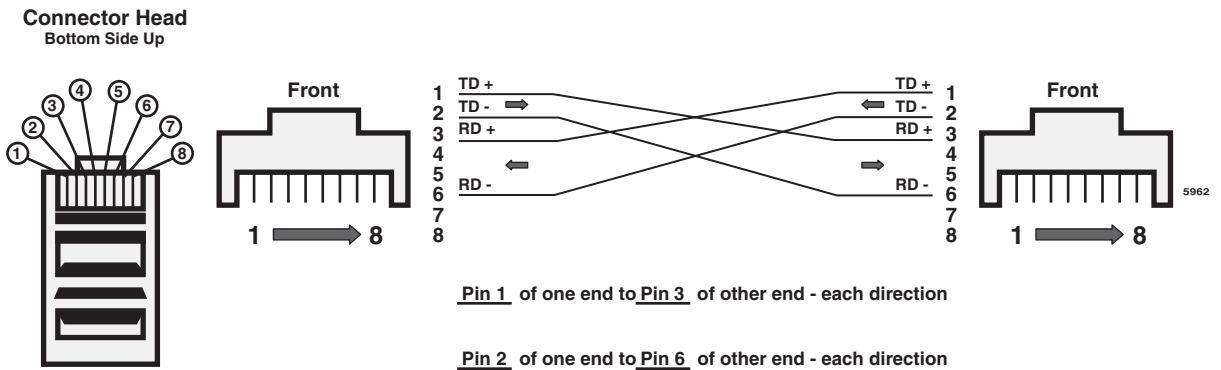 Connector Head
Bottom Side Up
1
2
3
4
5
6
7
8
Front
1 8
1 TD +
2 TD -
3 RD +
4
5
6 RD -
7
8
TD + 1
TD - 2
RD + 3
4
5
RD - 6
7
8
Front
1 8
5962
Pin 1 of one end to Pin 3 of other end - each direction
Pin 2 of one end to Pin 6 of other end - each direction